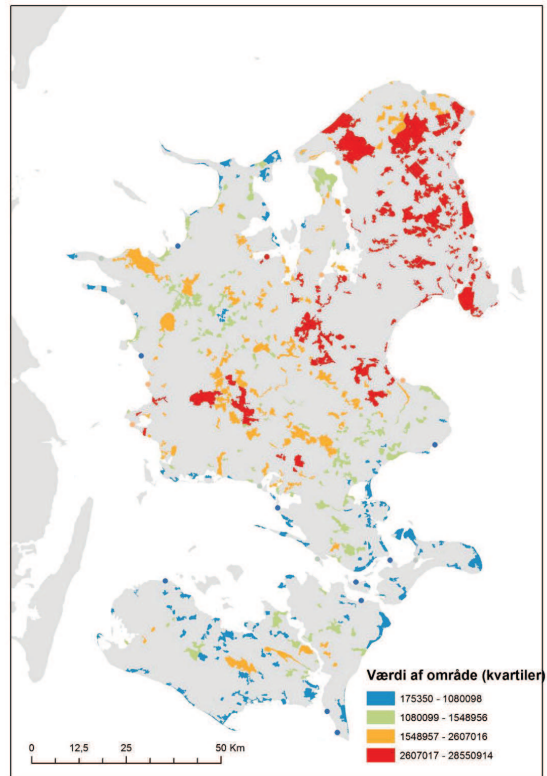 Værdi af område (kvartiler)
175350 - 1080098
1080099 - 1548956
1548957 - 2607016
2607017 - 28550914
0 12,5 25 50 Km